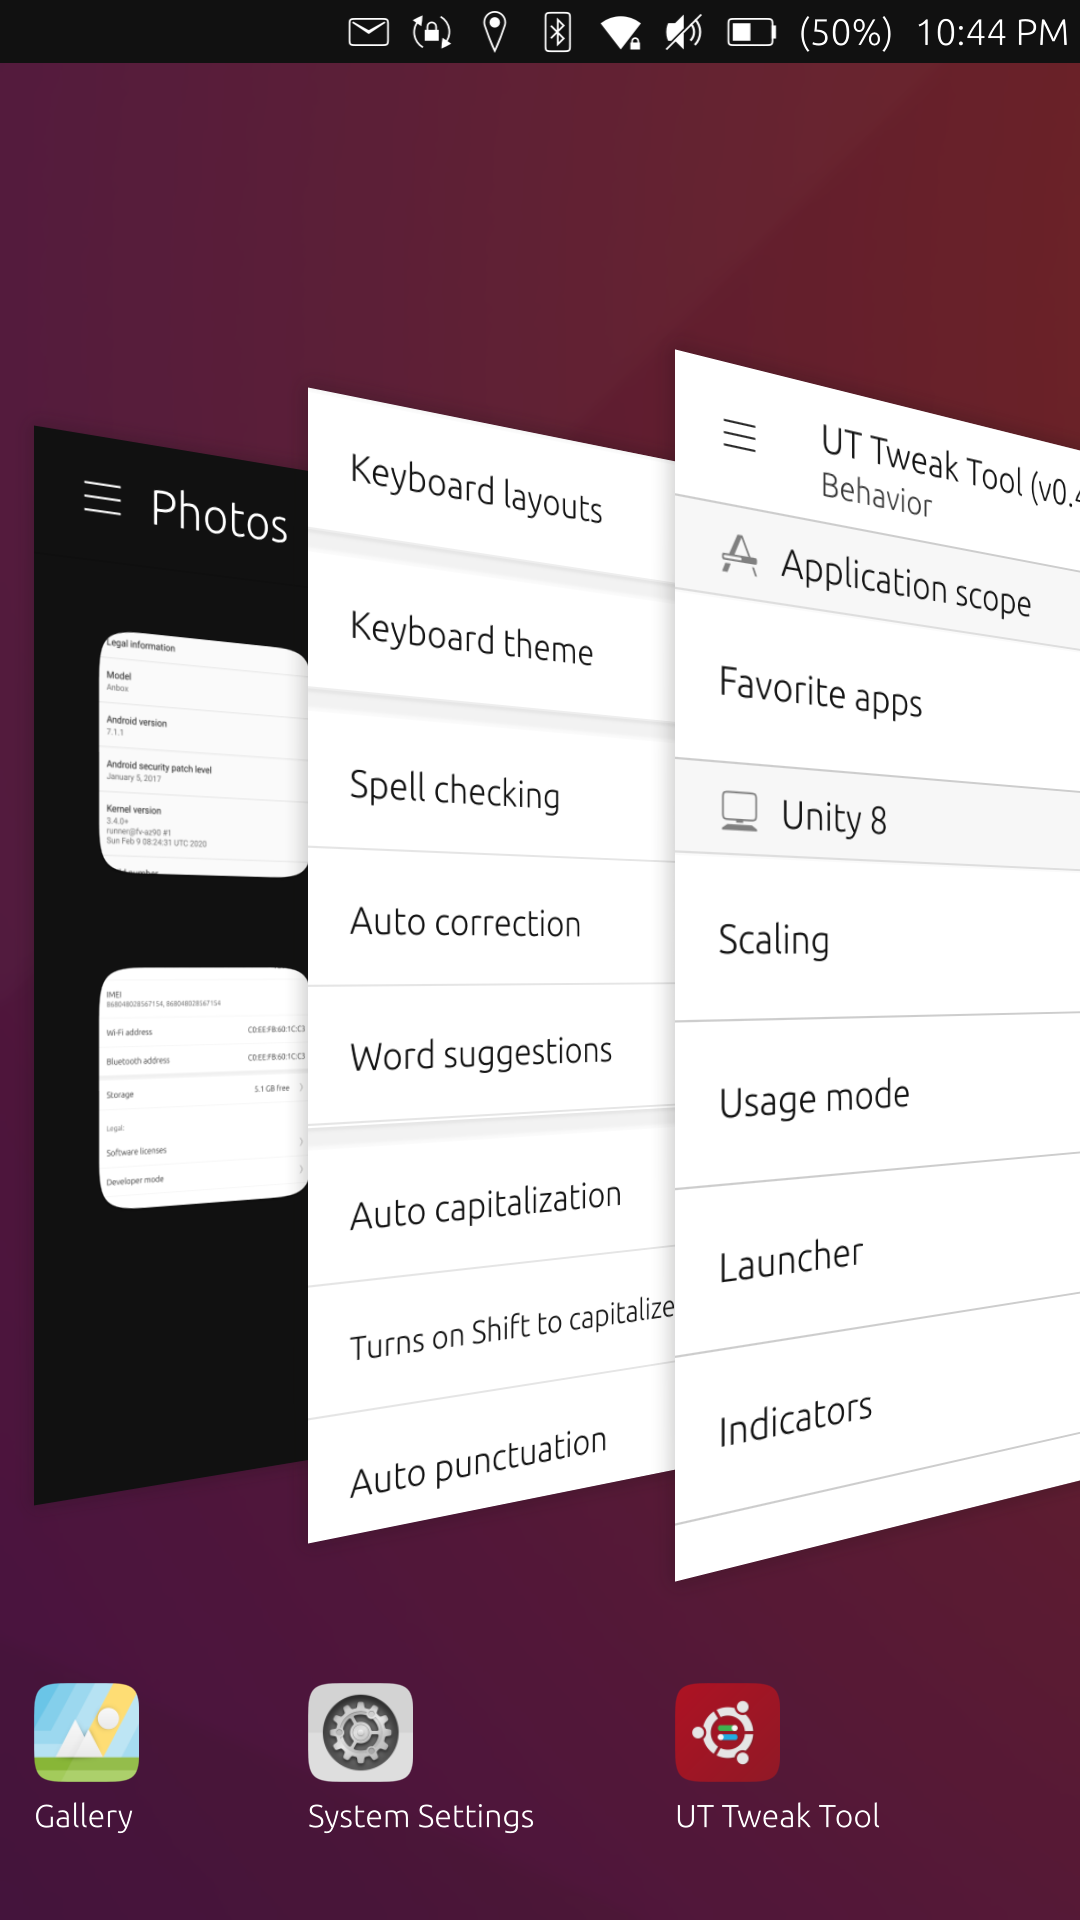 (50%) 10:44 PM
Photos
Legal information
Model
Anbox
Android version
7.1.1
Android security patch level
January 5, 2017
Kernel version
3.4.0+
runner@fv-az90 #1
Sun Feb 9 08:24:31 UTC 2020
IMEI
868048028567154, 868048028567154
Wi-Fi address C0:EE:FB:60:1C:C3
Bluetooth address C0:EE:FB:60:1C:C3
Storage 5.1 GB free
Legal:
Software licenses
Developer mode
Keyboard layouts
Keyboard theme
Spell checking
Auto correction
Word suggestions
Auto capitalization
Turns on Shift to capitalize
Auto punctuation
UT Tweak Tool (v0.4
Behavior
Application scope
Favorite apps
Unity 8
Scaling
Usage mode
Launcher
Indicators
Gallery
System Settings
UT Tweak Tool